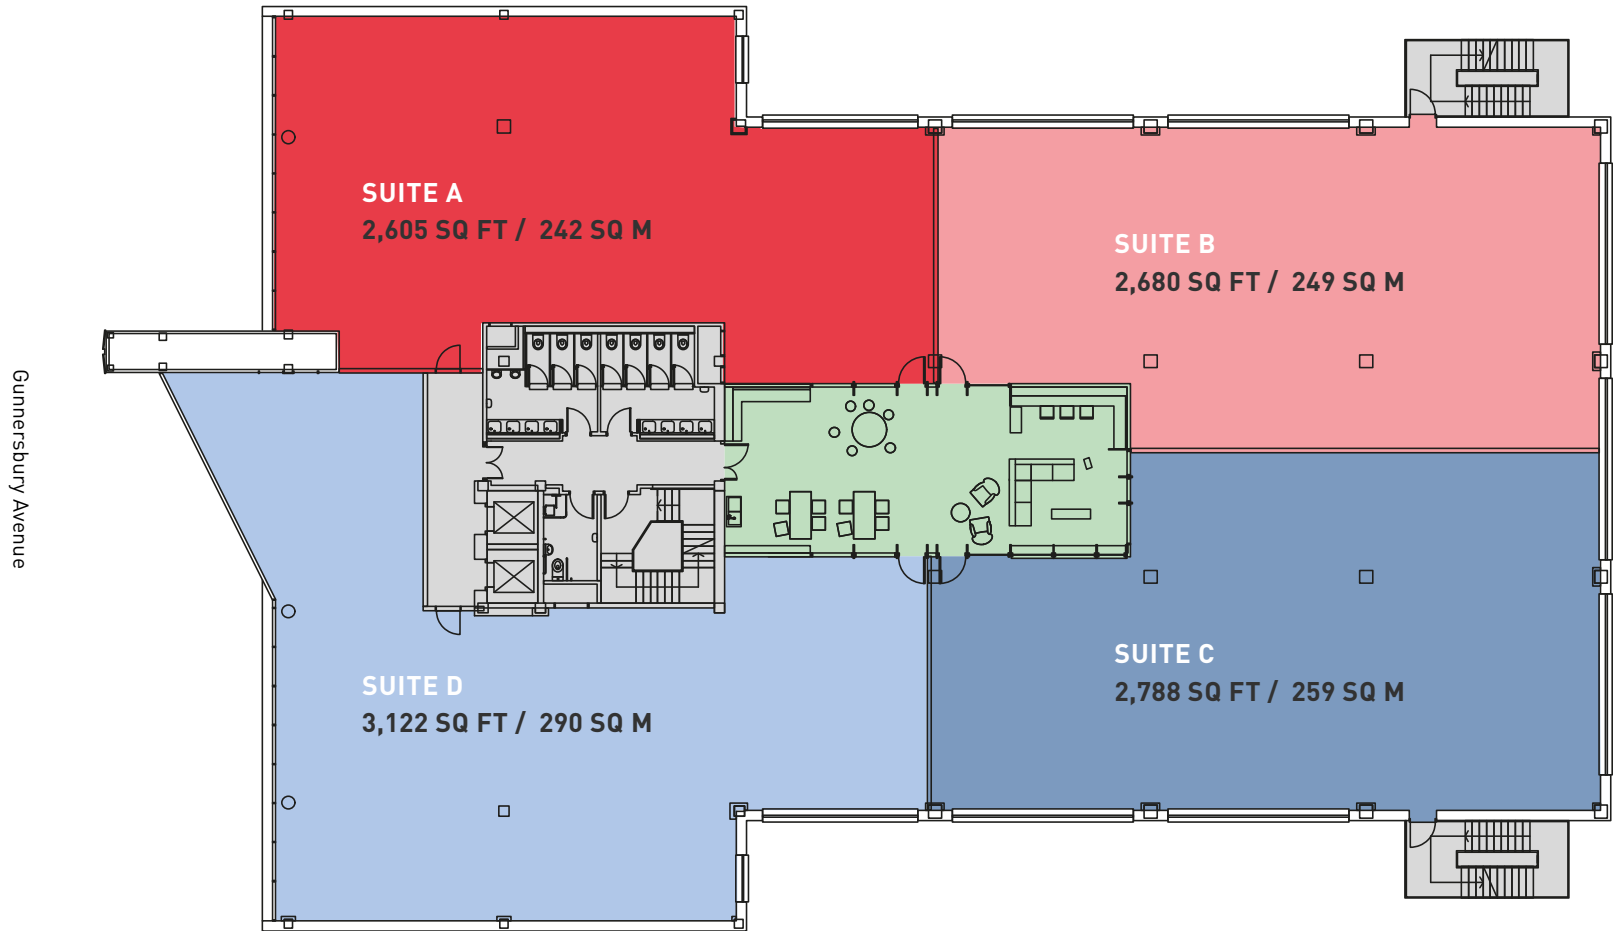 SUITE A
2,605 SQ FT / 242 SQ M
SUITE B
2,680 SQ FT / 249 SQ M
Gunnersbury Avenue
SUITE C
2,788 SQ FT / 259 SQ M
SUITE D
3,122 SQ FT / 290 SQ M